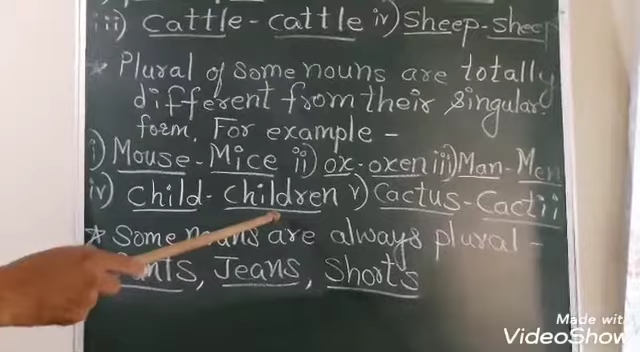 iii) cattle - cattle iv) Sheep - sheep
* Plural of some nouns are totally
different from their singular
form. For example -
i) Mouse - Mice ii) ox - oxen iii) Man - Men
iv) child - children v) Cactus - Cactii
* Some nouns are always plural -
Pants, Jeans, Shorts
Made with
VideoShow